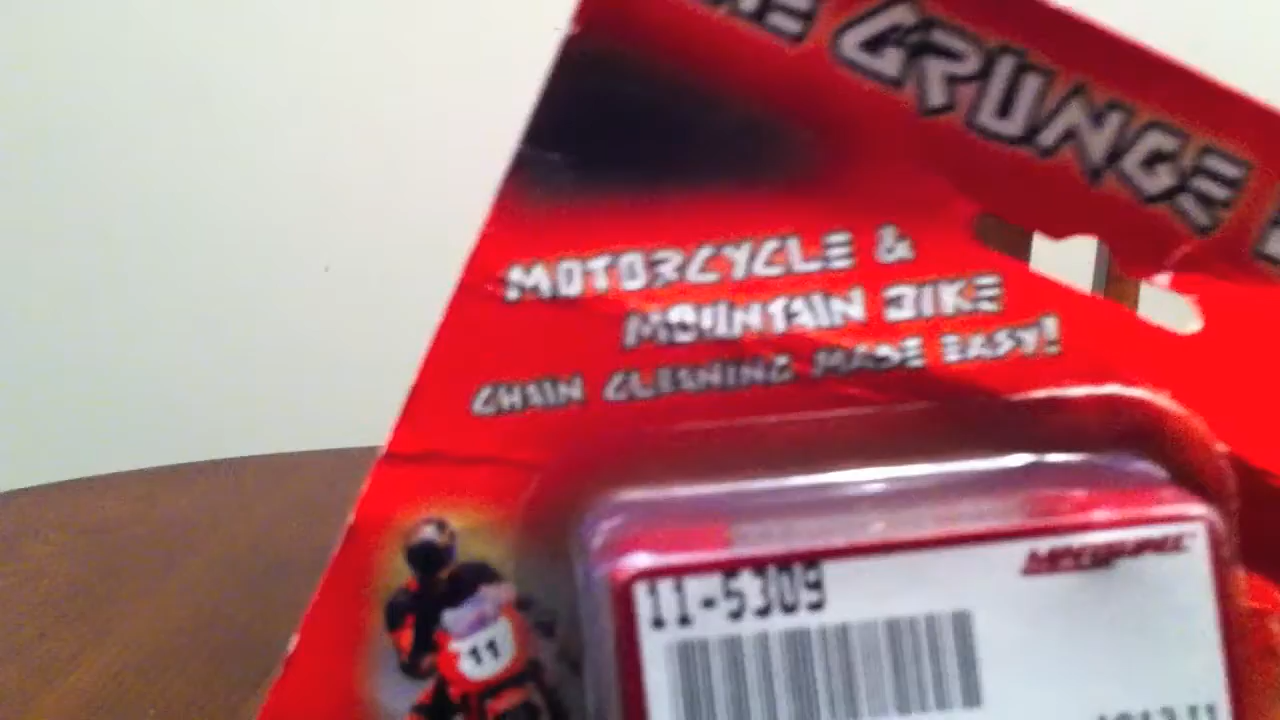 GRUNGE
MOTORCYCLE &
MOUNTAIN BIKE
CHAIN CLEANING MADE EASY!
11-5309
11